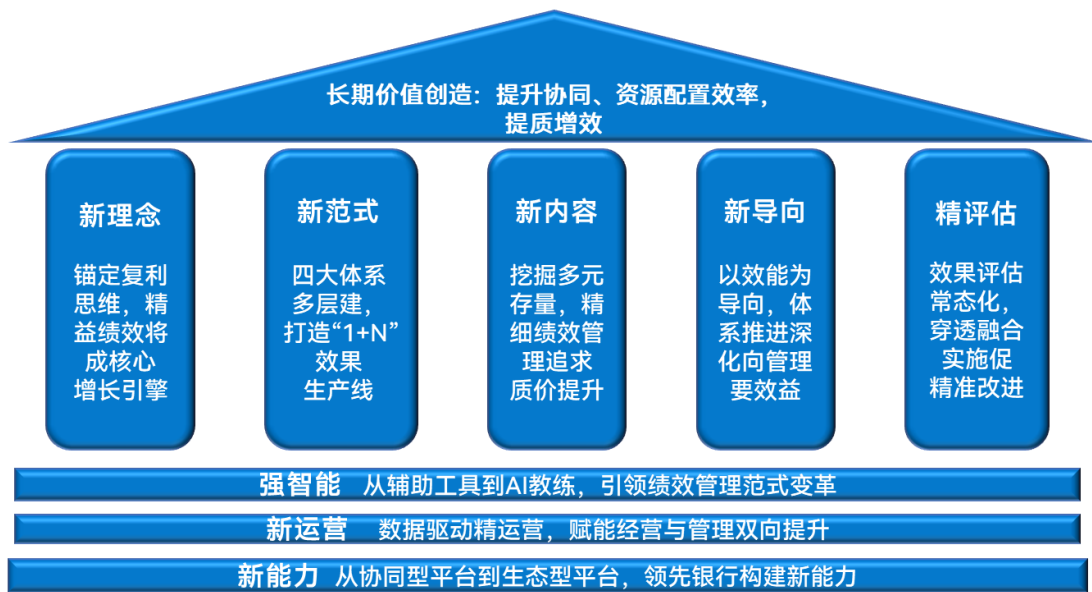 长期价值创造：提升协同、资源配置效率，
提质增效
新理念
锚定复利
思维，精
益绩效将
成核心
增长引擎
新范式
四大体系
多层建，
打造“1+N”
效果
生产线
新内容
挖掘多元
存量，精
细绩效管
理追求
质价提升
新导向
以效能为
导向，体
系推进深
化向管理
要效益
精评估
效果评估
常态化，
穿透融合
实施促
精准改进
强智能 从辅助工具到AI教练，引领绩效管理范式变革
新运营 数据驱动精运营，赋能经营与管理双向提升
新能力 从协同型平台到生态型平台，领先银行构建新能力